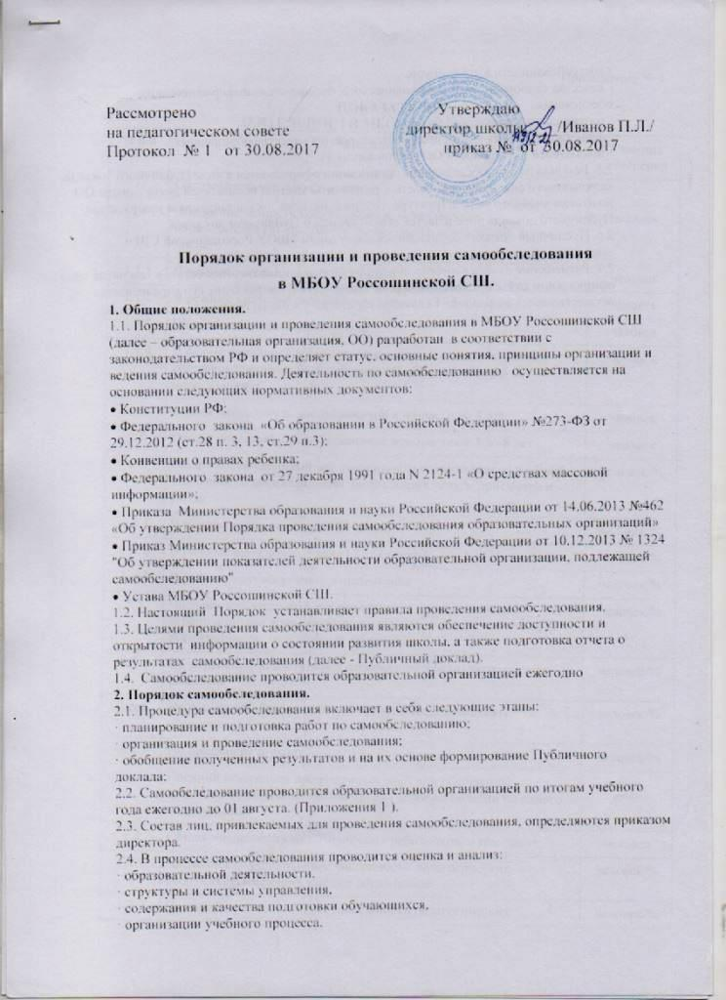 Рассмотрено Утверждаю
на педагогическом совете директор школы /Иванов П.Л./
Протокол № 1 от 30.08.2017 приказ № от 30.08.2017
Порядок организации и проведения самообследования
в МБОУ Россошинской СШ.
1. Общие положения.
1.1. Порядок организации и проведения самообследования в МБОУ Россошинской СШ
(далее – образовательная организация, ОО) разработан в соответствии с
законодательством РФ и определяет статус, основные понятия, принципы организации и
ведения самообследования. Деятельность по самообследованию осуществляется на
основании следующих нормативных документов:
• Конституции РФ;
• Федерального закона «Об образовании в Российской Федерации» №273-ФЗ от
29.12.2012 (ст.28 п. 3, 13, ст.29 п.3);
• Конвенции о правах ребенка;
• Федерального закона от 27 декабря 1991 года N 2124-1 «О средствах массовой
информации»;
• Приказа Министерства образования и науки Российской Федерации от 14.06.2013 №462
«Об утверждении Порядка проведения самообследования образовательных организаций»
• Приказ Министерства образования и науки Российской Федерации от 10.12.2013 № 1324
"Об утверждении показателей деятельности образовательной организации, подлежащей
самообследованию"
• Устава МБОУ Россошинской СШ.
1.2. Настоящий Порядок устанавливает правила проведения самообследования.
1.3. Целями проведения самообследования являются обеспечение доступности и
открытости информации о состоянии развития школы, а также подготовка отчета о
результатах самообследования (далее - Публичный доклад).
1.4. Самообследование проводится образовательной организацией ежегодно
2. Порядок самообследования.
2.1. Процедура самообследования включает в себя следующие этапы:
· планирование и подготовка работ по самообследованию;
· организация и проведение самообследования;
· обобщение полученных результатов и на их основе формирование Публичного
доклада;
2.2. Самообследование проводится образовательной организацией по итогам учебного
года ежегодно до 01 августа. (Приложения 1 ).
2.3. Состав лиц, привлекаемых для проведения самообследования, определяются приказом
директора.
2.4. В процессе самообследования проводится оценка и анализ:
· образовательной деятельности,
· структуры и системы управления,
· содержания и качества подготовки обучающихся,
· организации учебного процесса.